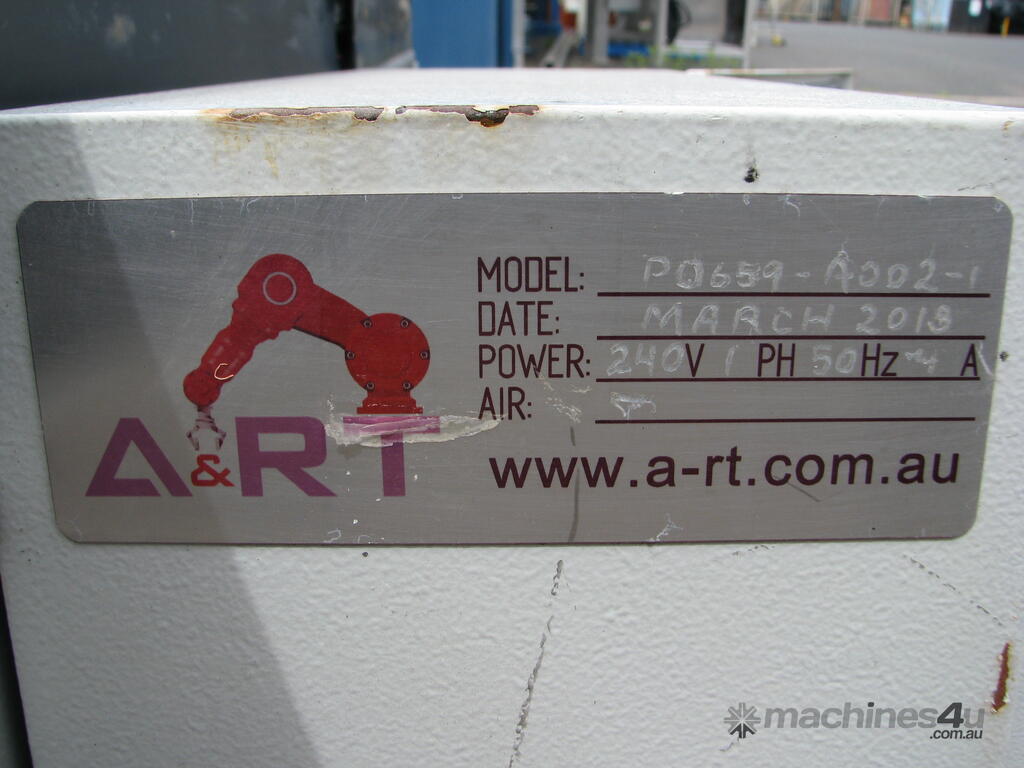 A&RT
MODEL: P0659-A002-1
DATE: MARCH 2013
POWER: 240V 1 PH 50Hz ~4 A
AIR:
www.a-rt.com.au
machines4u
.com.au